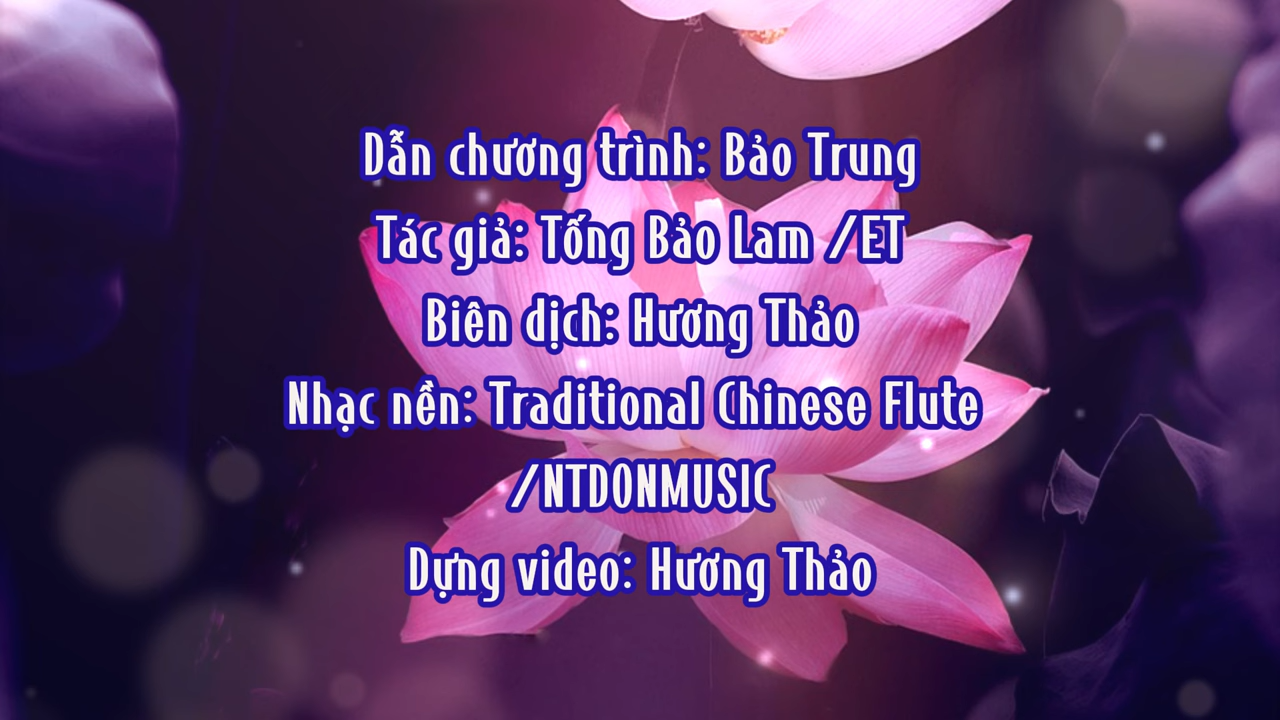 Dẫn chương trình: Bảo Trung
Tác giả: Tống Bảo Lam /ET
Biên dịch: Hương Thảo
Nhạc nền: Traditional Chinese Flute
/NTDONMUSIC
Dựng video: Hương Thảo